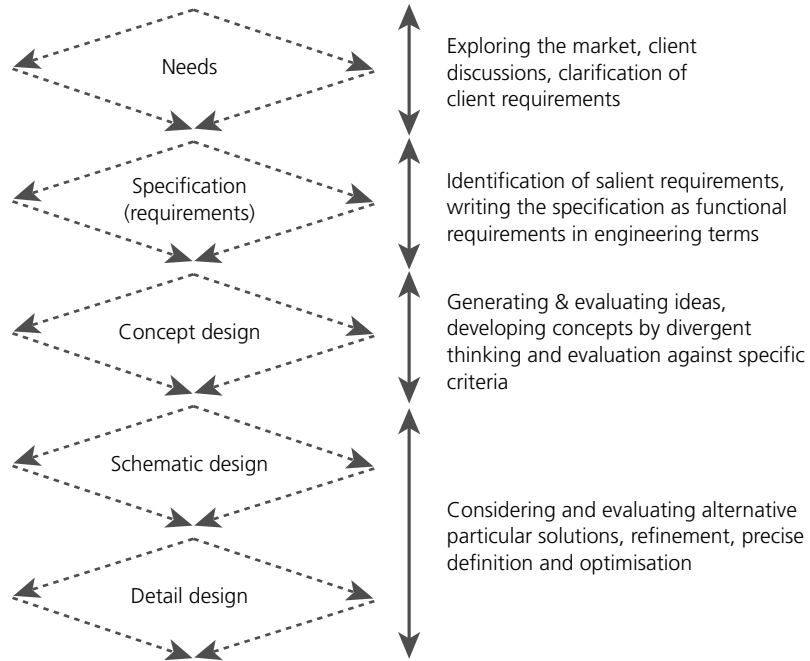 Needs
Exploring the market, client
discussions, clarification of
client requirements
Specification
(requirements)
Identification of salient requirements,
writing the specification as functional
requirements in engineering terms
Concept design
Generating & evaluating ideas,
developing concepts by divergent
thinking and evaluation against specific
criteria
Schematic design
Considering and evaluating alternative
particular solutions, refinement, precise
definition and optimisation
Detail design